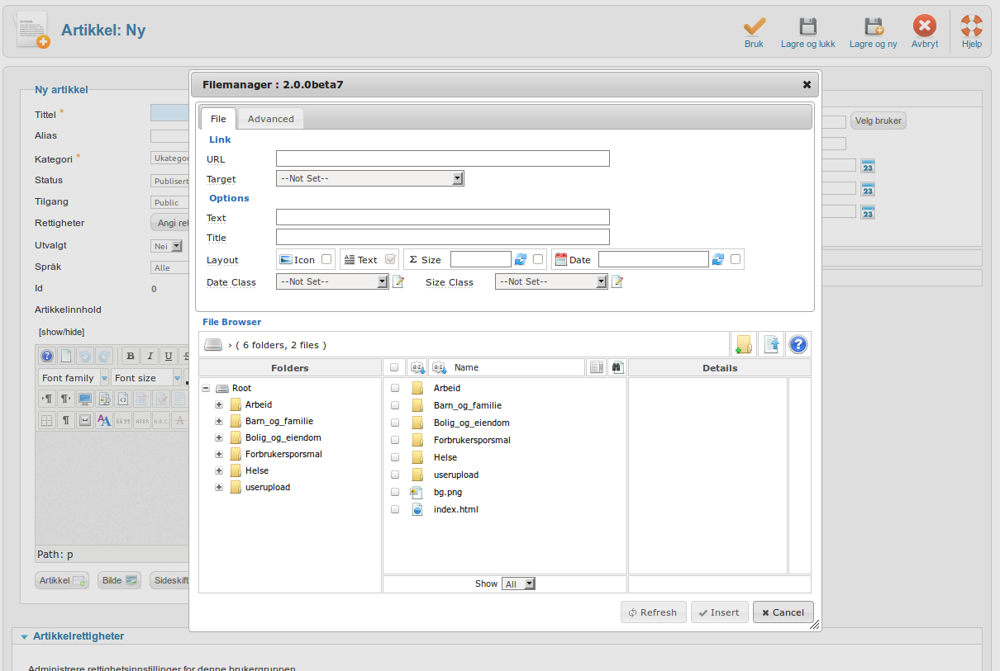 Artikkel: Ny
Bruk
Lagre og lukk
Lagre og ny
Avbryt
Hjelp
Ny artikkel
Tittel *
Alias
Kategori *
Status
Publisert
Tilgang
Public
Rettigheter
Utvalgt
Nei
Språk
Alle
Id
0
Artikkelinnhold
[show/hide]
B I U
Font family
Font size
ABBR
A.B.C.
Path: p
Artikkel
Bilde
Sideskift
Velg bruker
23
23
23
Filemanager : 2.0.0beta7
File
Advanced
Link
URL
Target
--Not Set--
Options
Text
Title
Layout
Icon
Text
Σ Size
Date
Date Class
--Not Set--
Size Class
--Not Set--
File Browser
› ( 6 folders, 2 files )
Folders
Name
Details
Root
Arbeid
Barn_og_familie
Bolig_og_eiendom
Forbrukersporsmal
Helse
userupload
Arbeid
Barn_og_familie
Bolig_og_eiendom
Forbrukersporsmal
Helse
userupload
bg.png
index.html
Show
All
Refresh
Insert
Cancel
Artikkelrettigheter
Administrere rettighetsinnstillinger for denne brukergruppen